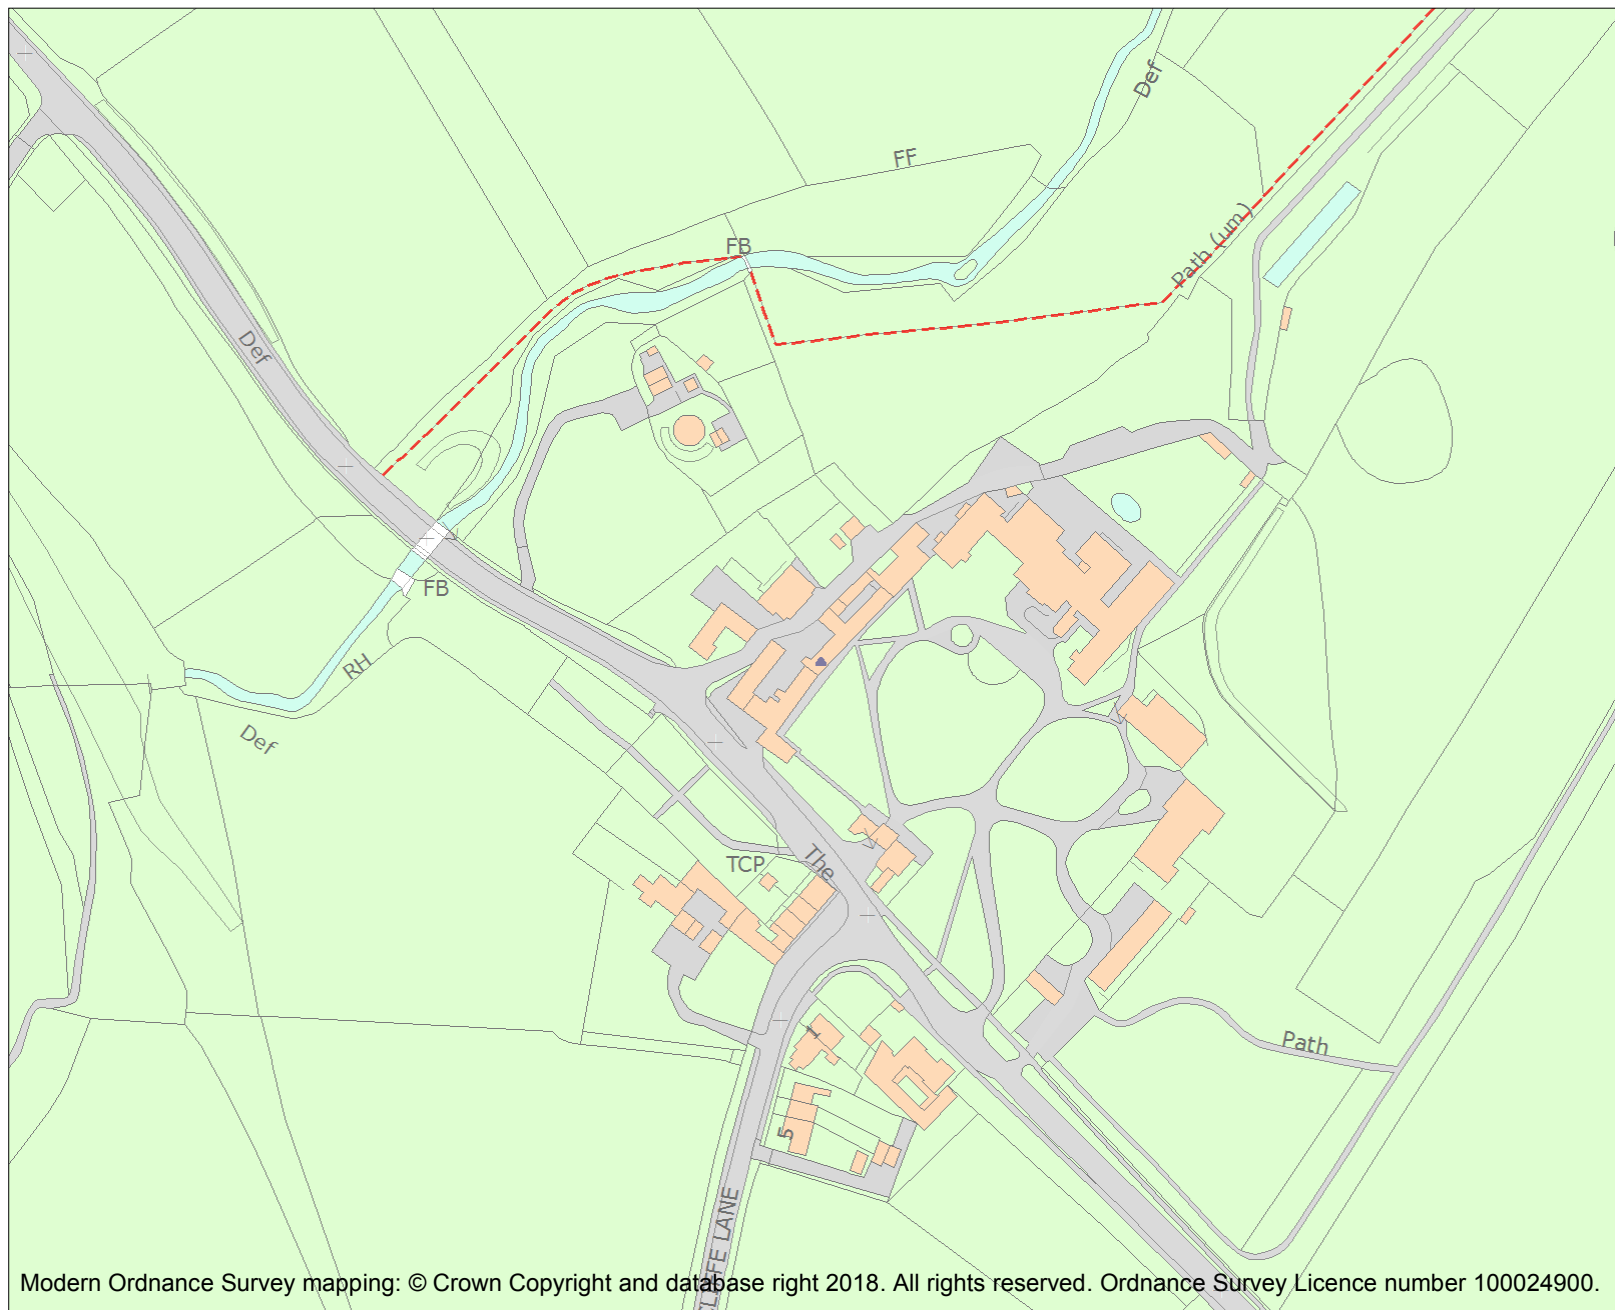 Def
FF
FB
Path (um)
Def
FB
RH
Def
TCP
The
1
Path
5
LANE
Modern Ordnance Survey mapping: © Crown Copyright and database right 2018. All rights reserved. Ordnance Survey Licence number 100024900.